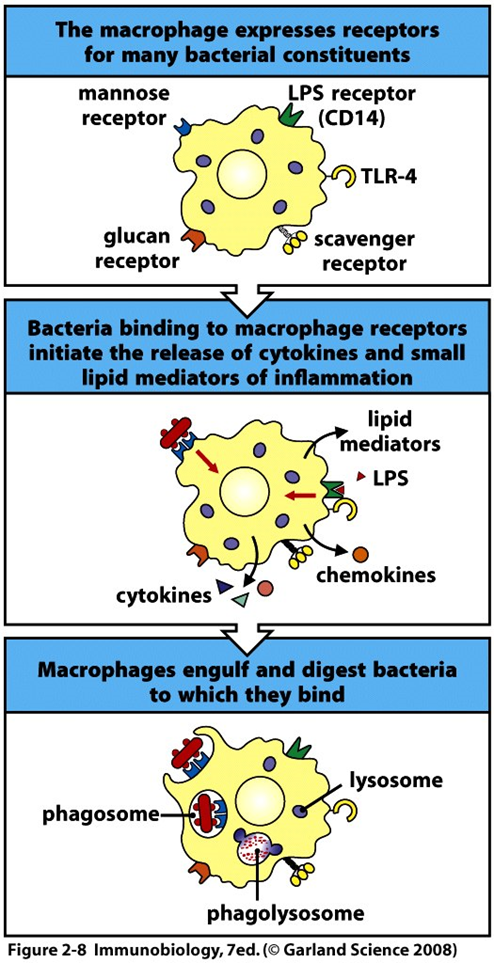 The macrophage expresses receptors
for many bacterial constituents
mannose
receptor
LPS receptor
(CD14)
TLR-4
glucan
receptor
scavenger
receptor
Bacteria binding to macrophage receptors
initiate the release of cytokines and small
lipid mediators of inflammation
lipid
mediators
LPS
chemokines
cytokines
Macrophages engulf and digest bacteria
to which they bind
lysosome
phagosome
phagolysosome
Figure 2-8 Immunobiology, 7ed. (© Garland Science 2008)